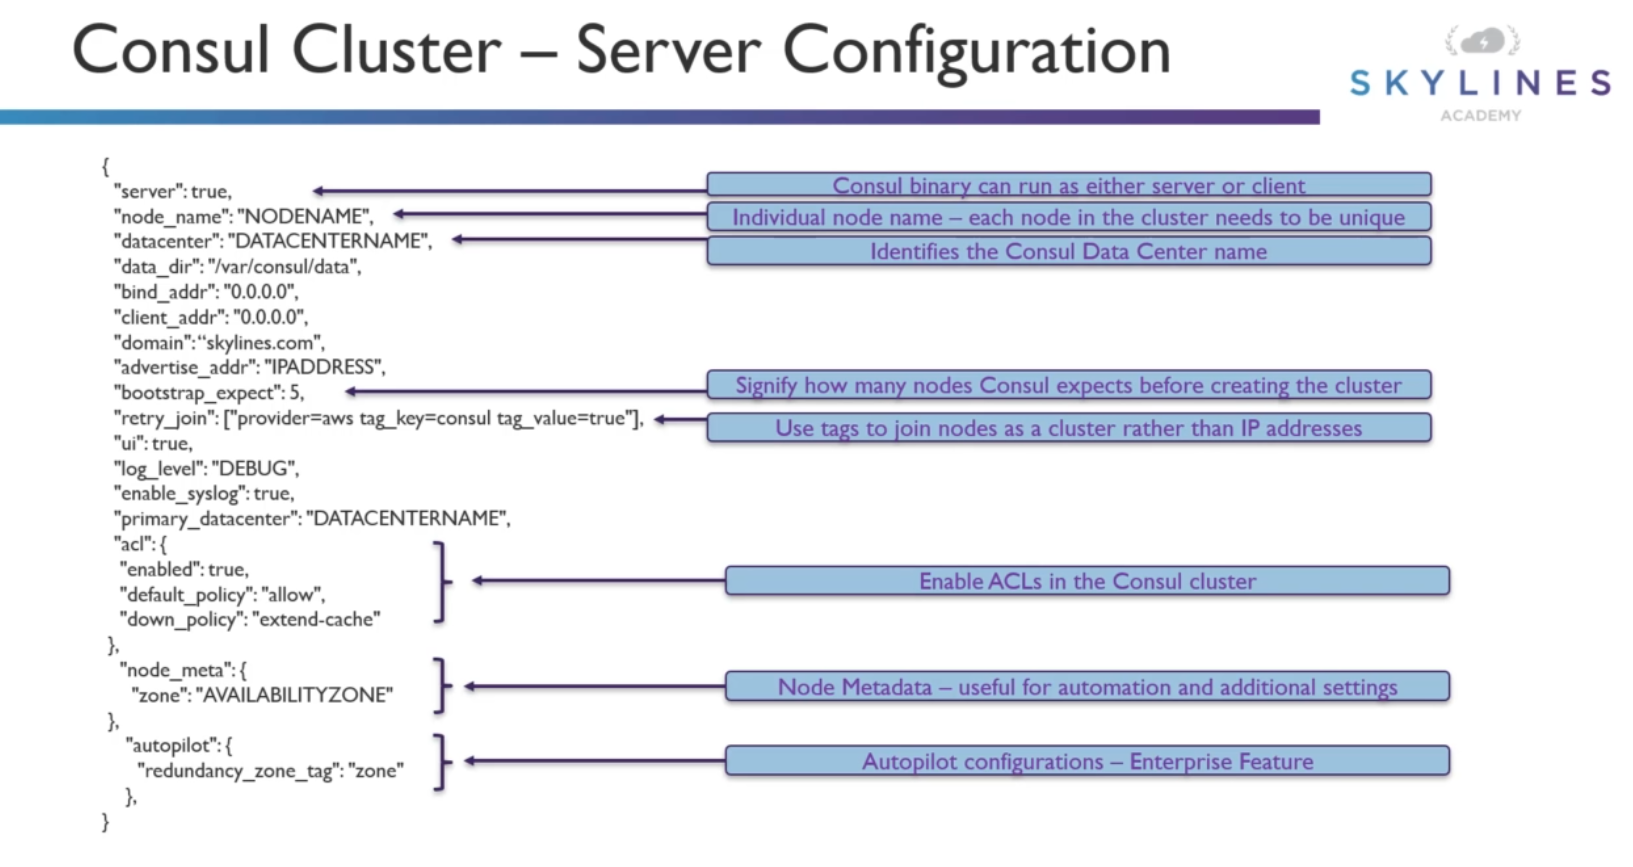 Consul Cluster – Server Configuration
SKYLINES
ACADEMY
{
"server": true,
Consul binary can run as either server or client
"node_name": "NODENAME",
Individual node name – each node in the cluster needs to be unique
"datacenter": "DATACENTERNAME",
Identifies the Consul Data Center name
"data_dir": "/var/consul/data",
"bind_addr": "0.0.0.0",
"client_addr": "0.0.0.0",
"domain":“skylines.com",
"advertise_addr": "IPADDRESS",
"bootstrap_expect": 5,
Signify how many nodes Consul expects before creating the cluster
"retry_join": ["provider=aws tag_key=consul tag_value=true"],
Use tags to join nodes as a cluster rather than IP addresses
"ui": true,
"log_level": "DEBUG",
"enable_syslog": true,
"primary_datacenter": "DATACENTERNAME",
"acl": {
"enabled": true,
Enable ACLs in the Consul cluster
"default_policy": "allow",
"down_policy": "extend-cache"
},
"node_meta": {
Node Metadata – useful for automation and additional settings
"zone": "AVAILABILITYZONE"
},
"autopilot": {
Autopilot configurations – Enterprise Feature
"redundancy_zone_tag": "zone"
},
}